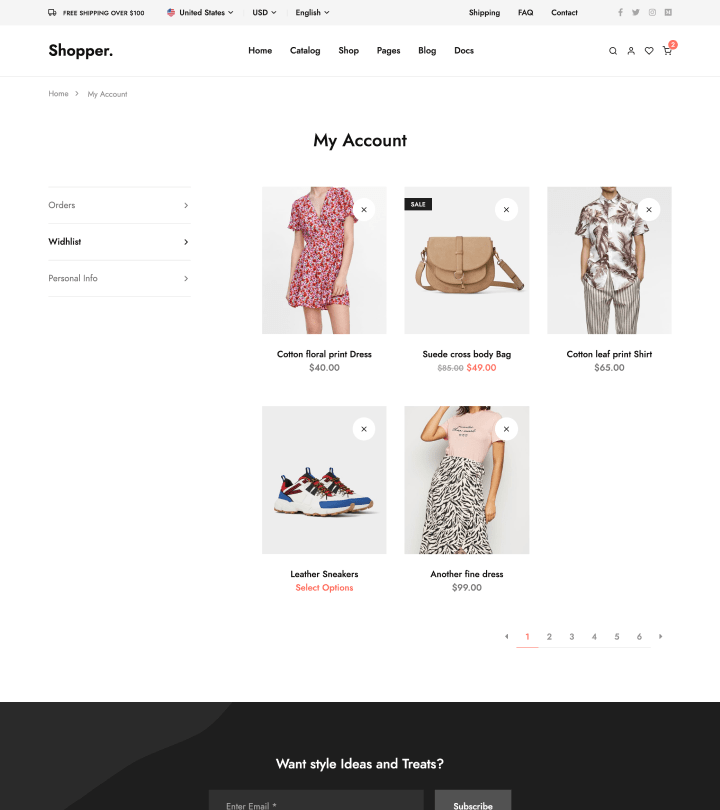 FREE SHIPPING OVER $100 United States USD English Shipping FAQ Contact
Shopper. Home Catalog Shop Pages Blog Docs 2
Home My Account
My Account
Orders
Widhlist
Personal Info
SALE
Cotton floral print Dress Suede cross body Bag Cotton leaf print Shirt
$40.00 $85.00 $49.00 $65.00
Leather Sneakers Another fine dress
Select Options $99.00
1 2 3 4 5 6
Want style Ideas and Treats?
Enter Email * Subscribe